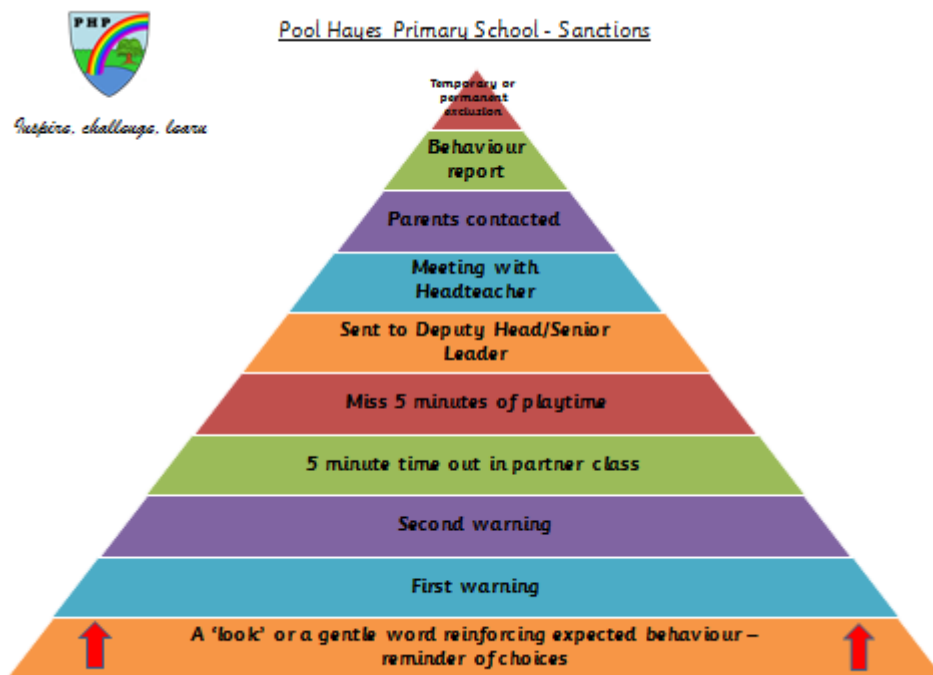 PHP
Pool Hayes Primary School - Sanctions
Inspire, challenge, learn
Temporary or
permanent
exclusion
Behaviour
report
Parents contacted
Meeting with
Headteacher
Sent to Deputy Head/Senior
Leader
Miss 5 minutes of playtime
5 minute time out in partner class
Second warning
First warning
A ‘look’ or a gentle word reinforcing expected behaviour –
reminder of choices